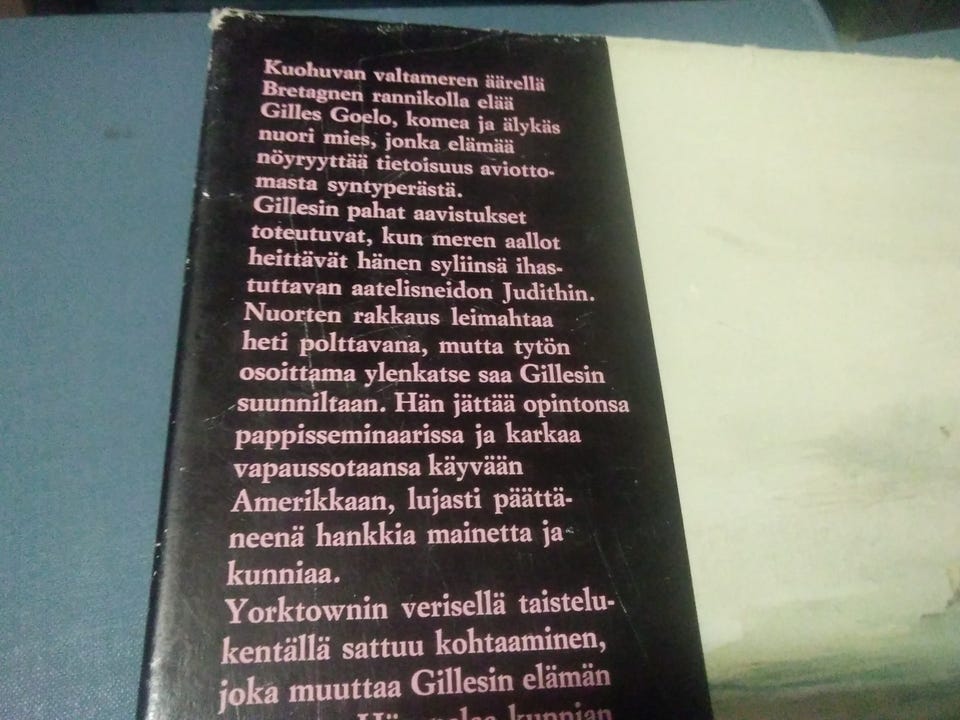 Kuohuvan valtameren äärellä
Bretagnen rannikolla elää
Gilles Goelo, komea ja älykäs
nuori mies, jonka elämää
nöyryyttää tietoisuus aviotto-
masta syntyperästä.
Gillesin pahat aavistukset
toteutuvat, kun meren aallot
heittävät hänen syliinsä ihas-
tuttavan aatelisneidon Judithin.
Nuorten rakkaus leimahtaa
heti polttavana, mutta tytön
osoittama ylenkatse saa Gillesin
suunniltaan. Hän jättää opintonsa
pappisseminaarissa ja karkaa
vapaussotaansa käyvään
Amerikkaan, lujasti päättä-
neenä hankkia mainetta ja
kunniaa.
Yorktownin verisellä taistelu-
kentällä sattuu kohtaaminen,
joka muuttaa Gillesin elämän
Hän palaa kunnian